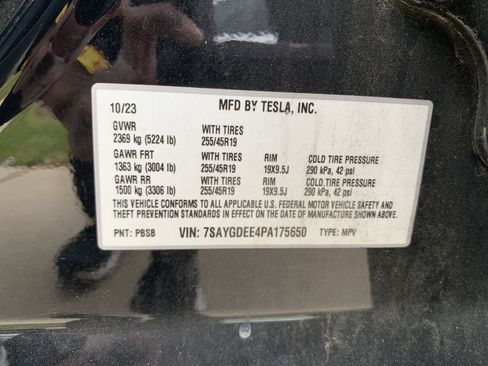 10/23 MFD BY TESLA, INC.
GVWR WITH TIRES
2369 kg (5224 lb) 255/45R19
GAWR FRT WITH TIRES RIM COLD TIRE PRESSURE
1363 kg (3004 lb) 255/45R19 19X9.5J 290 kPa, 42 psi
GAWR RR WITH TIRES RIM COLD TIRE PRESSURE
1500 kg (3306 lb) 255/45R19 19X9.5J 290 kPa, 42 psi
THIS VEHICLE CONFORMS TO ALL APPLICABLE U.S. FEDERAL MOTOR VEHICLE SAFETY AND
THEFT PREVENTION STANDARDS IN EFFECT ON THE DATE OF MANUFACTURE SHOWN ABOVE.
PNT: PBSB VIN: 7SAYGDEE4PA175650 TYPE: MPV